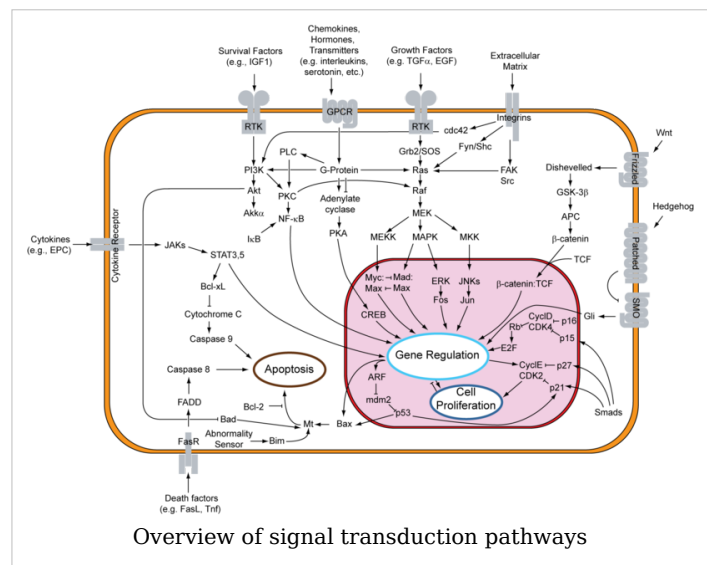 Survival Factors
(e.g., IGF1)
Chemokines,
Hormones,
Transmitters
(e.g. interleukins,
serotonin, etc.)
Growth Factors
(e.g. TGFα, EGF)
Extracellular
Matrix
RTK
GPCR
RTK
Integrins
cdc42
Wnt
Grb2/SOS
Fyn/Shc
PLC
Frizzled
Dishevelled
PI3K
G-Protein
Ras
FAK
Src
GSK-3β
Akt
PKC
Adenylate
cyclase
Raf
Hedgehog
Akkα
NF-κB
MEK
APC
Patched
IκB
PKA
MEKK
MAPK
MKK
β-catenin
Cytokines
(e.g., EPC)
Cytokine Receptor
JAKs
STAT3,5
TCF
Myc:
Max
Mad:
Max
ERK
Fos
JNKs
Jun
β-catenin:TCF
SMO
Bcl-xL
Cytochrome C
CREB
Gli
CycID
CDK4
p16
p15
Rb
E2F
Caspase 9
Gene Regulation
Caspase 8
Apoptosis
ARF
CycIE
CDK2
p27
p21
FADD
Bcl-2
mdm2
Cell
Proliferation
Bad
Mt
Bax
p53
Smads
FasR
Abnormality
Sensor
Bim
Death factors
(e.g. FasL, Tnf)
Overview of signal transduction pathways